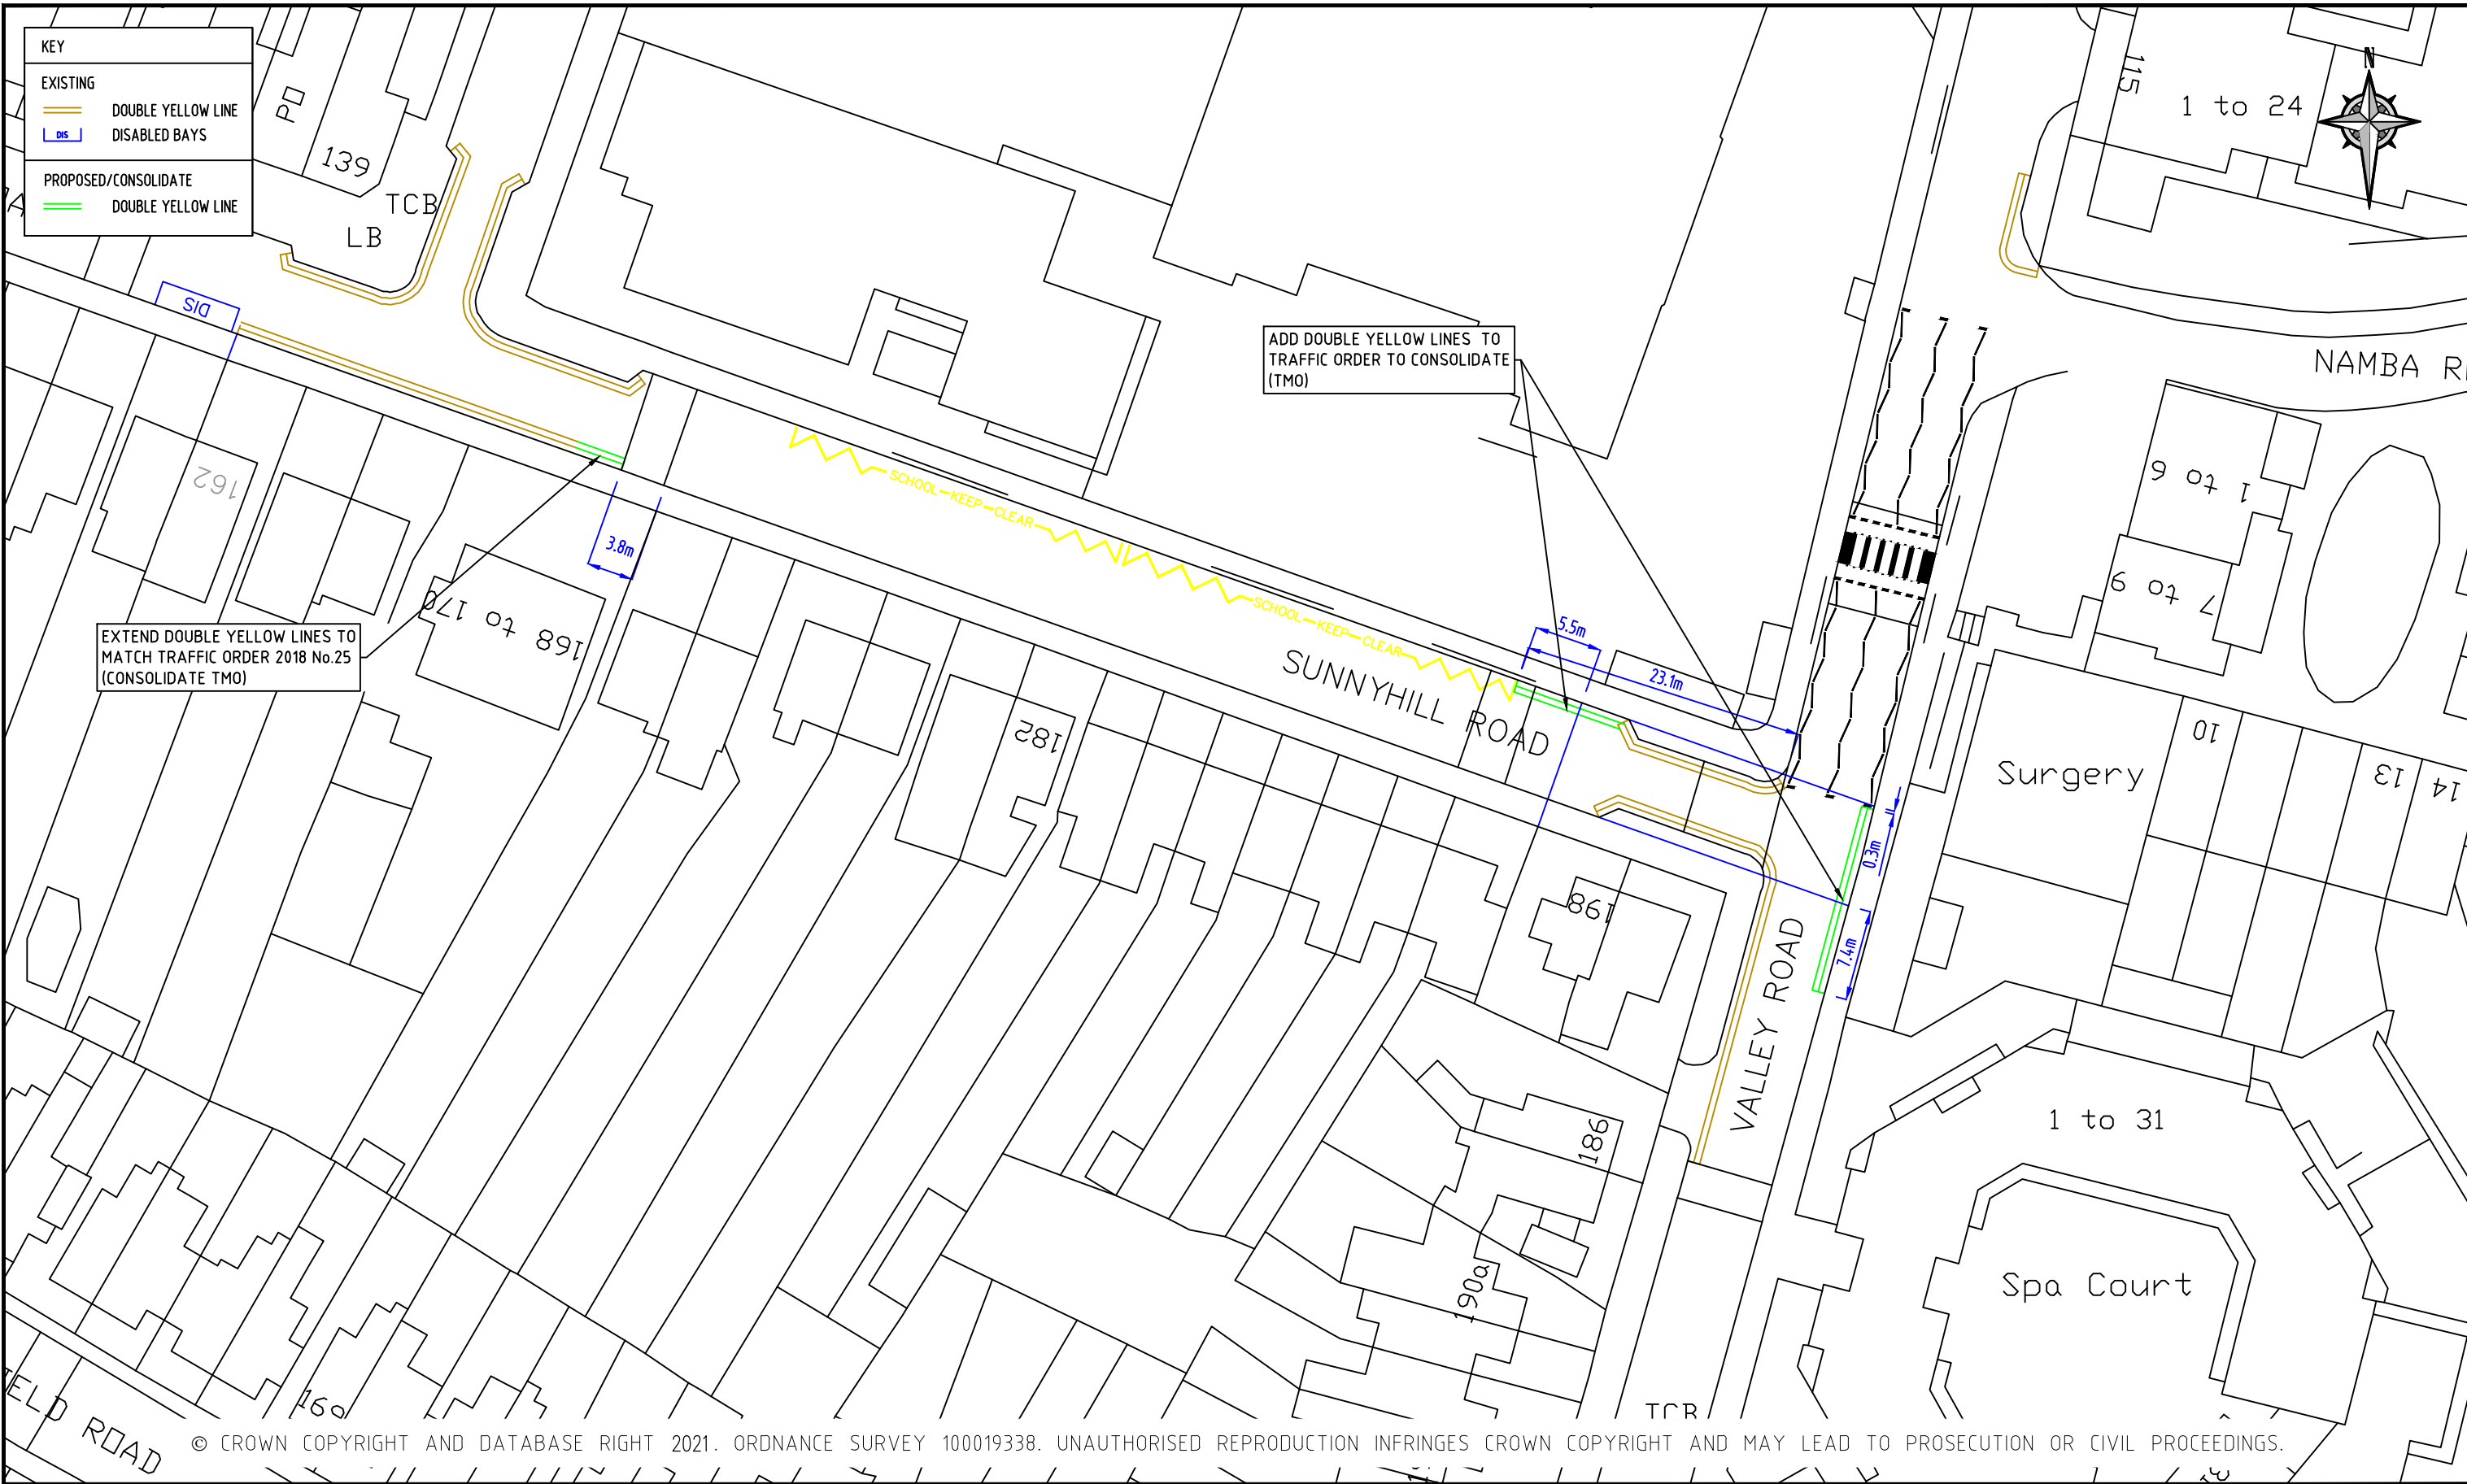 KEY
EXISTING
DOUBLE YELLOW LINE
DIS DISABLED BAYS
PROPOSED/CONSOLIDATE
DOUBLE YELLOW LINE
139
TCB
LB
DIS
115
1 to 24
N
ADD DOUBLE YELLOW LINES TO
TRAFFIC ORDER TO CONSOLIDATE
(TMO)
NAMBA
162
SCHOOL KEEP CLEAR
3.8m
1 to 6
7 to 9
168 to 170
EXTEND DOUBLE YELLOW LINES TO
MATCH TRAFFIC ORDER 2018 No.25
(CONSOLIDATE TMO)
SCHOOL KEEP CLEAR
5.5m
23.1m
SUNNYHILL ROAD
182
10
13
14
Surgery
0.3m
198
7.4m
VALLEY ROAD
186
1 to 31
190a
Spa Court
169
ROAD
TCB
© CROWN COPYRIGHT AND DATABASE RIGHT 2021. ORDNANCE SURVEY 100019338. UNAUTHORISED REPRODUCTION INFRINGES CROWN COPYRIGHT AND MAY LEAD TO PROSECUTION OR CIVIL PROCEEDINGS.